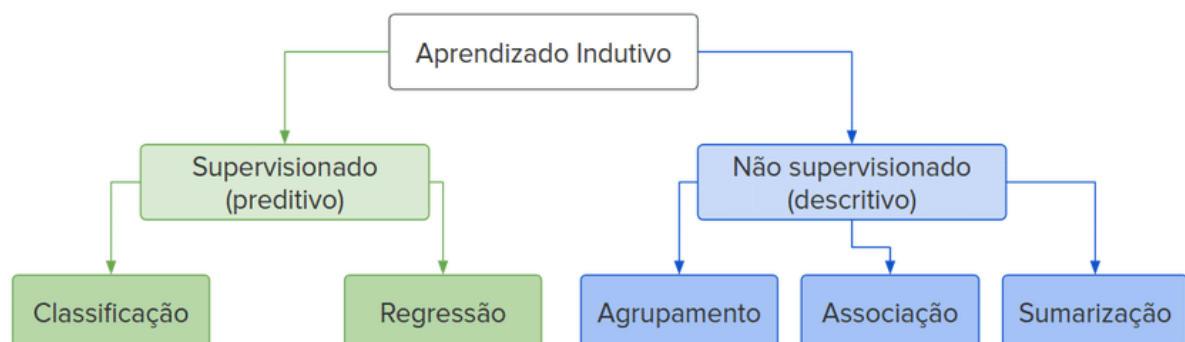 Aprendizado Indutivo
Supervisionado
(preditivo)
Não supervisionado
(descritivo)
Classificação
Regressão
Agrupamento
Associação
Sumarização